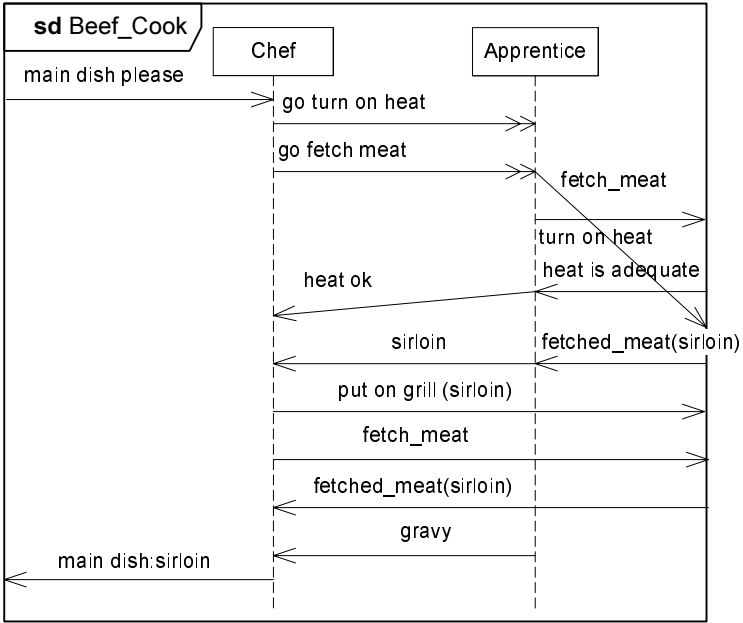 sd Beef_Cook
Chef
Apprentice
main dish please
go turn on heat
go fetch meat
fetch_meat
turn on heat
heat is adequate
heat ok
sirloin
fetched_meat(sirloin)
put on grill (sirloin)
fetch_meat
fetched_meat(sirloin)
gravy
main dish:sirloin